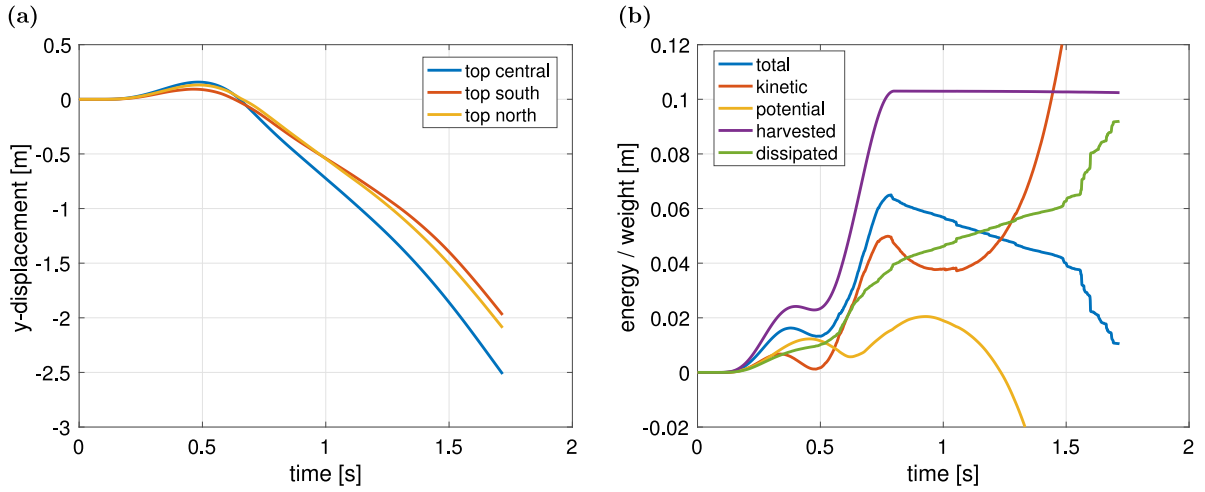 (a)
0.5
0
-0.5
-1
-1.5
-2
-2.5
-3
y-displacement [m]
top central
top south
top north
0 0.5 1 1.5 2
time [s]
(b)
0.12
0.1
0.08
0.06
0.04
0.02
0
-0.02
energy / weight [m]
total
kinetic
potential
harvested
dissipated
0 0.5 1 1.5 2
time [s]